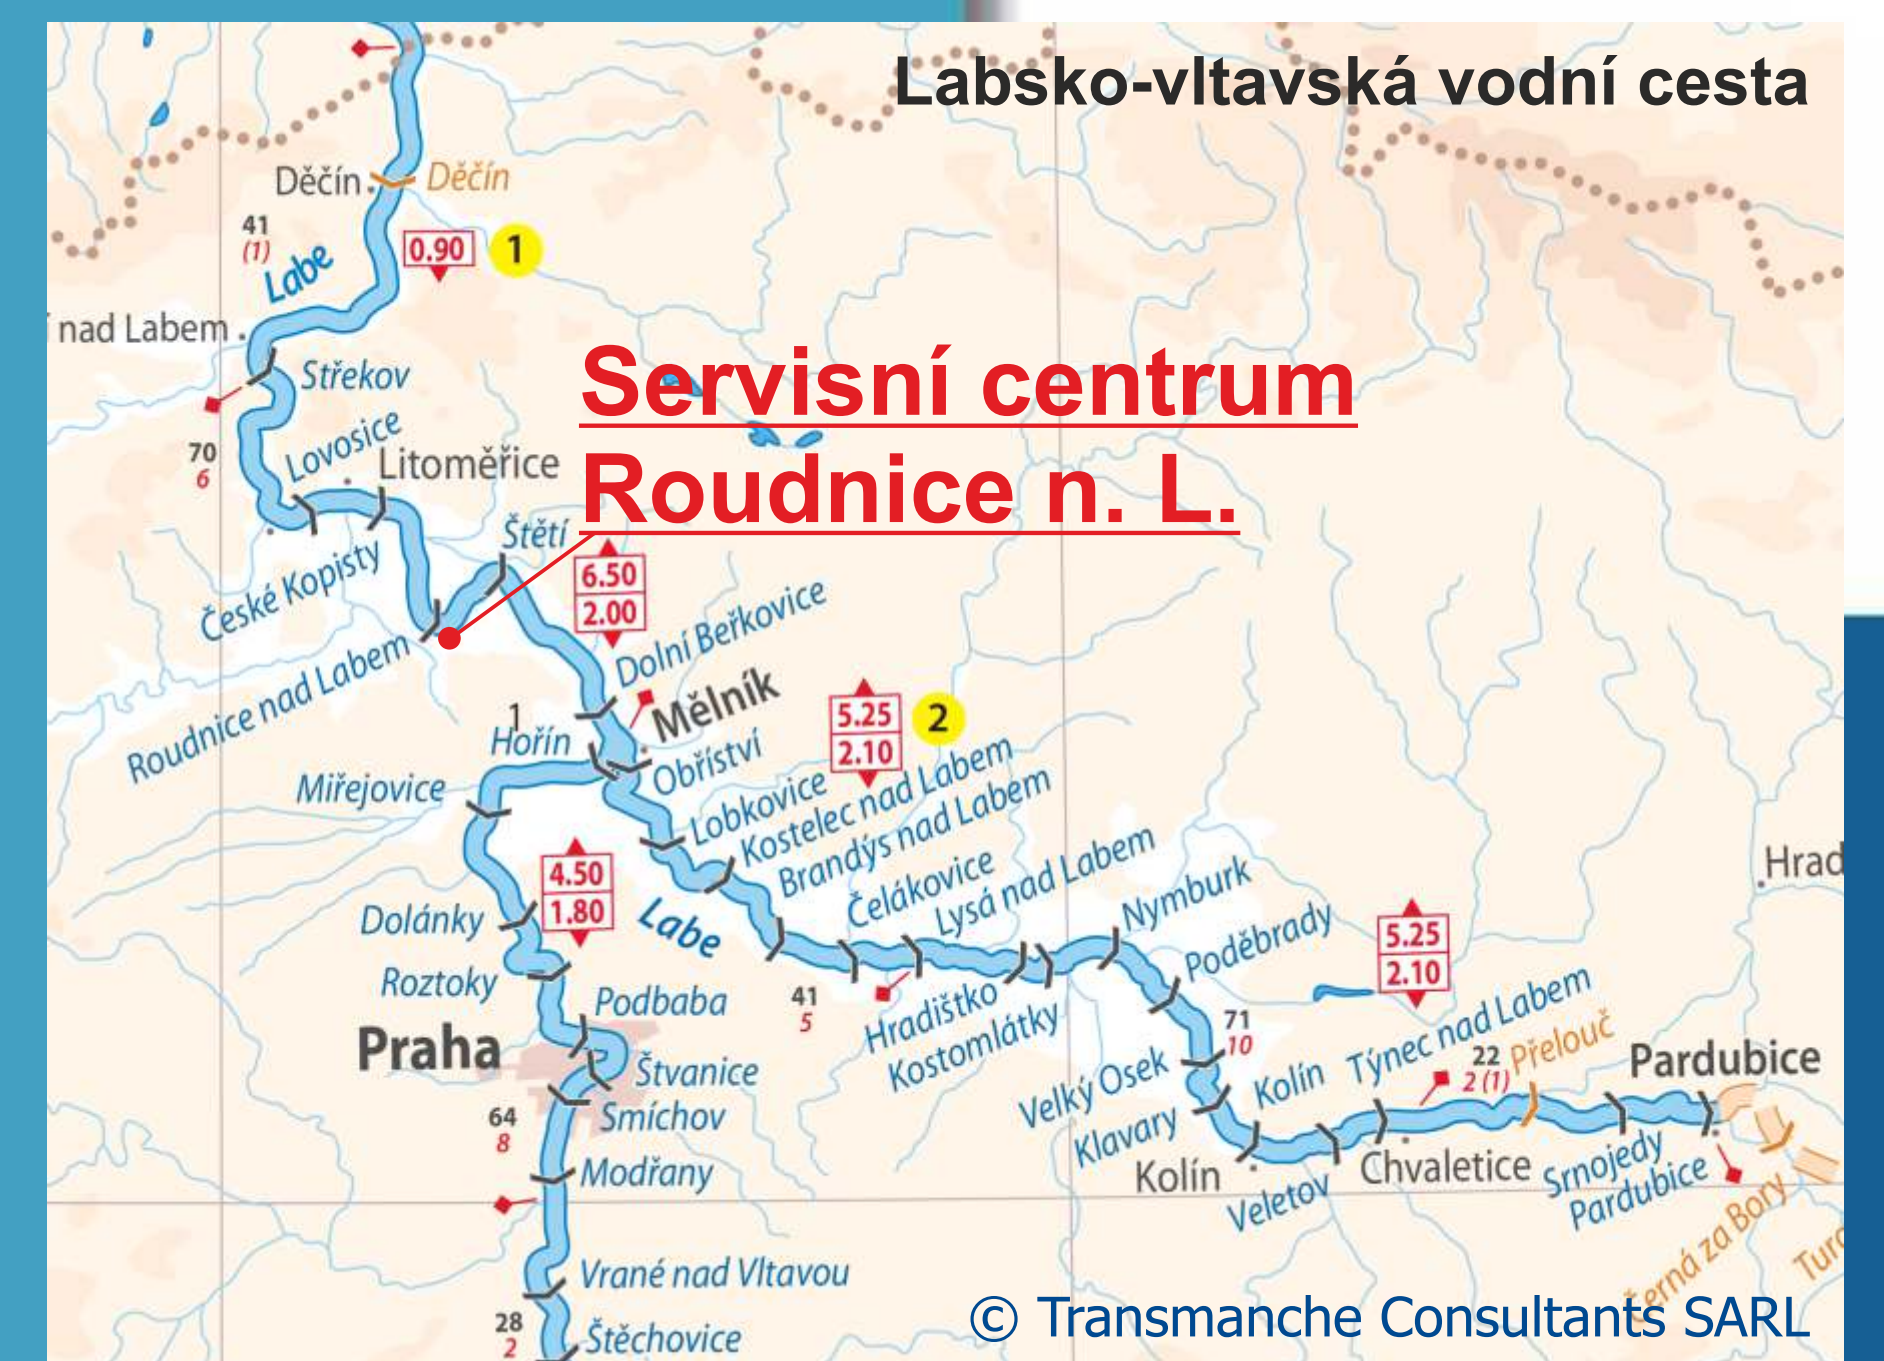 Labsko-vltavská vodní cesta
Děčín
Děčín
41
(1)
Labe
0.90
1
nad Labem
Střekov
Servisní centrum
Roudnice n. L.
Lovosice
70
6
Litoměřice
Štětí
České Kopisty
6.50
2.00
Dolní Beřkovice
Roudnice nad Labem
Mělník
1
Hořín
5.25
2.10
2
Obříství
Miřejovice
Lobkovice
Kostelec nad Labem
Brandýs nad Labem
4.50
1.80
Čelákovice
Lysá nad Labem
Hrad
Dolánky
Labe
Nymburk
Poděbrady
5.25
2.10
Roztoky
Podbaba
41
5
Hradištko
Kostomlátky
71
10
Týnec nad Labem
Přelouč
22
2 (1)
Praha
Štvanice
Velký Osek
Kolín
Pardubice
Smíchov
64
8
Klavary
Modřany
Kolín
Veletov
Chvaletice
Srnojedy
Pardubice
Černá za Bory
Vrané nad Vltavou
28
2
Štěchovice
© Transmanche Consultants SARL